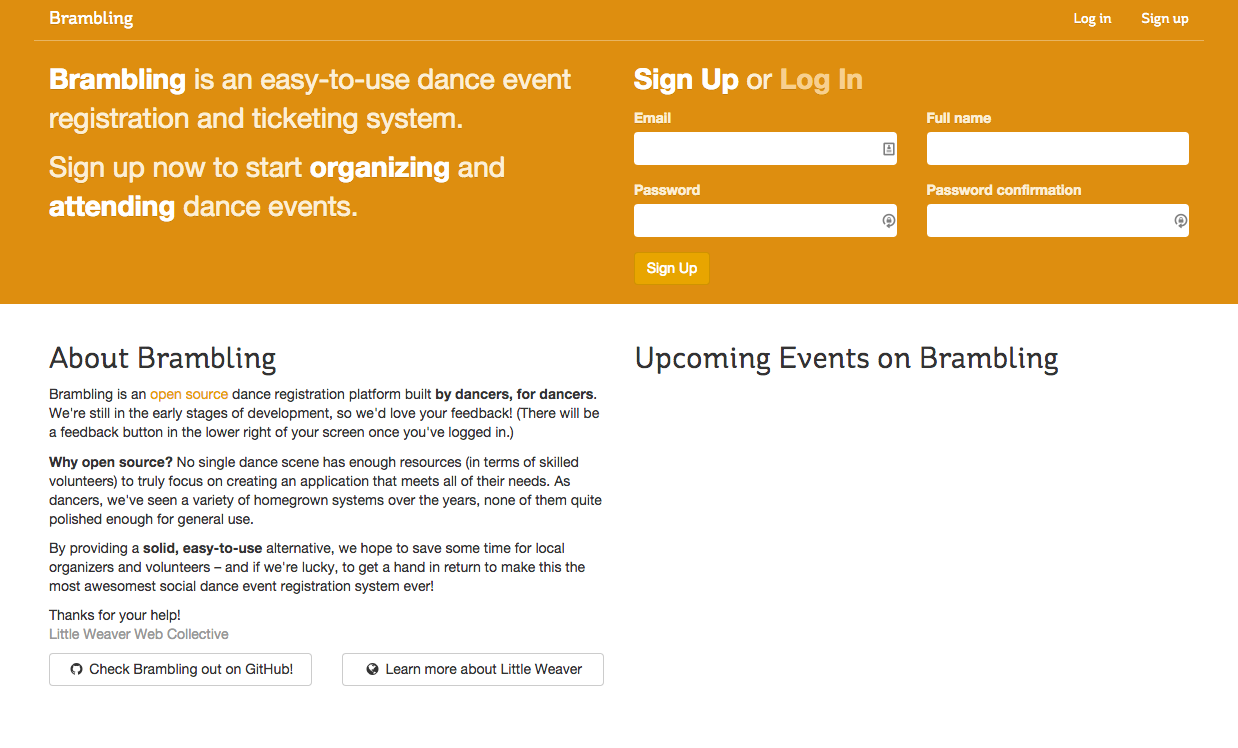 Brambling
Log in
Sign up
Brambling is an easy-to-use dance event
registration and ticketing system.
Sign up now to start organizing and
attending dance events.
Sign Up or Log In
Email
Full name
Password
Password confirmation
Sign Up
About Brambling
Brambling is an open source dance registration platform built by dancers, for dancers.
We're still in the early stages of development, so we'd love your feedback! (There will be
a feedback button in the lower right of your screen once you've logged in.)
Why open source? No single dance scene has enough resources (in terms of skilled
volunteers) to truly focus on creating an application that meets all of their needs. As
dancers, we've seen a variety of homegrown systems over the years, none of them quite
polished enough for general use.
By providing a solid, easy-to-use alternative, we hope to save some time for local
organizers and volunteers – and if we're lucky, to get a hand in return to make this the
most awesomest social dance event registration system ever!
Thanks for your help!
Little Weaver Web Collective
Check Brambling out on GitHub!
Learn more about Little Weaver
Upcoming Events on Brambling